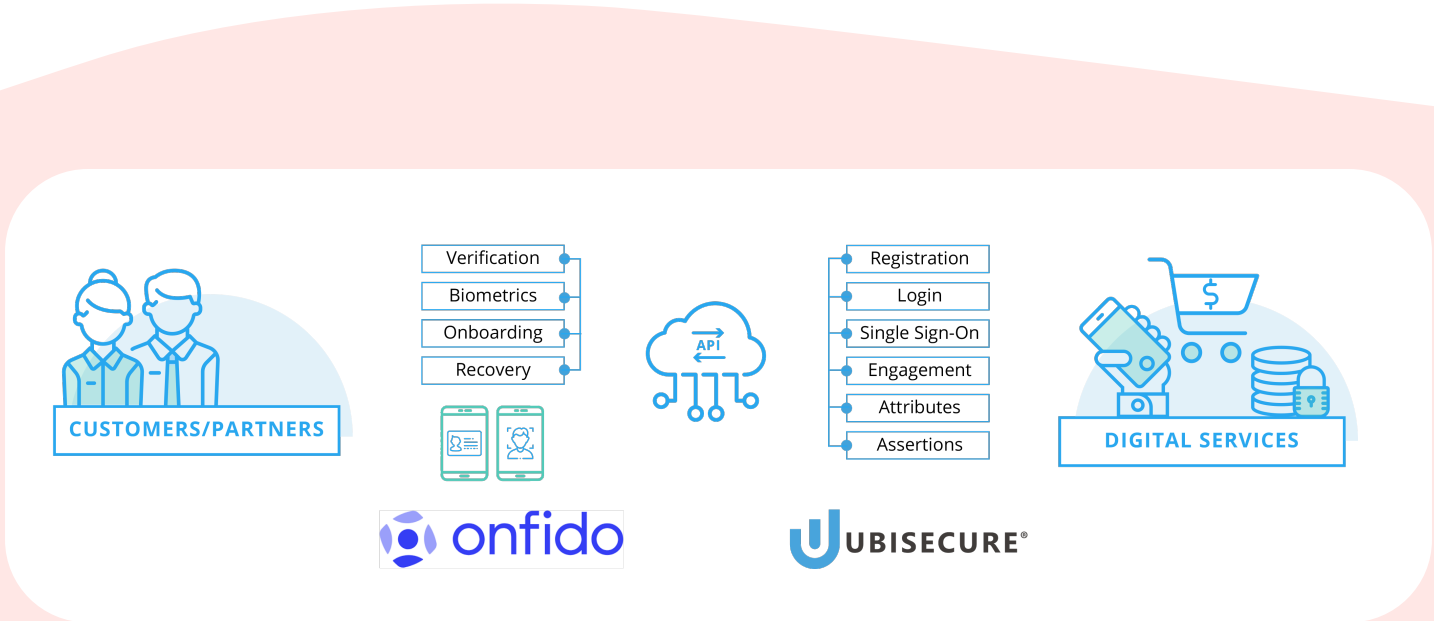 CUSTOMERS/PARTNERS
Verification
Biometrics
Onboarding
Recovery
onfido
API
Registration
Login
Single Sign-On
Engagement
Attributes
Assertions
UBISECURE®
$
DIGITAL SERVICES